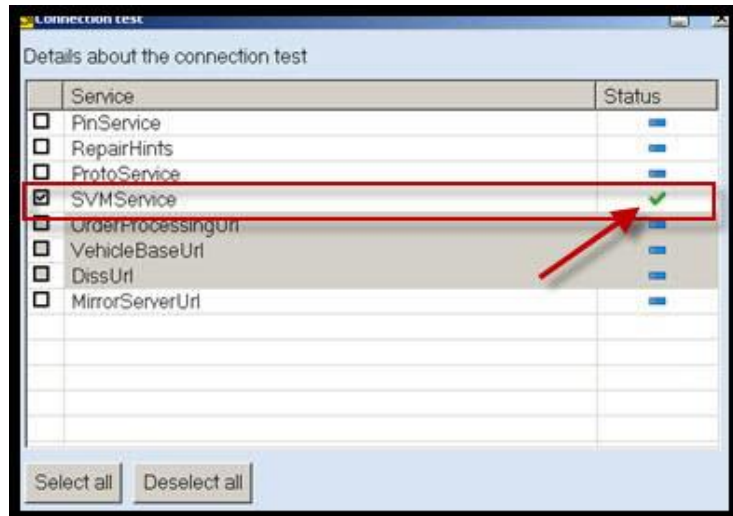 Connection test
Details about the connection test
Service Status
PinService
RepairHints
ProtoService
SVMService
OrderProcessingUrl
VehicleBaseUrl
DissUrl
MirrorServerUrl
Select all Deselect all